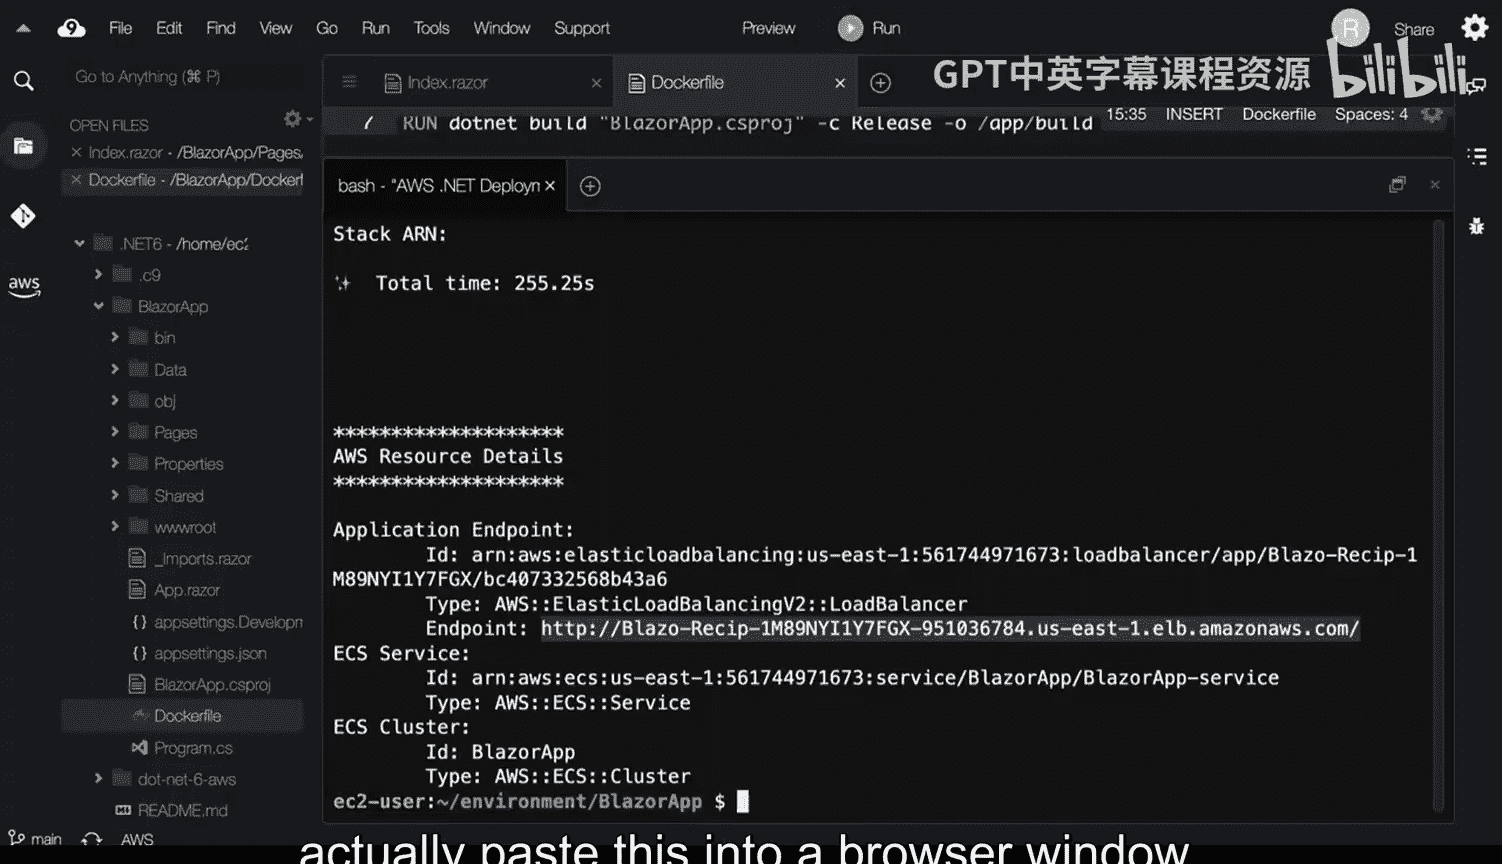 File Edit Find View Go Run Tools Window Support Preview Run R Share
Go to Anything (⌘ P)
Index.razor × Dockerfile ×
GPT中英字幕课程资源 bilibili
OPEN FILES
× Index.razor - /BlazorApp/Pages/
× Dockerfile - /BlazorApp/Dockerf
7 RUN dotnet build "BlazorApp.csproj" -c Release -o /app/build
15:35 INSERT Dockerfile Spaces: 4
bash - "AWS .NET Deploym ×
aws
.NET6 - /home/ec2
.c9
BlazorApp
bin
Data
obj
Pages
Properties
Shared
wwwroot
_Imports.razor
App.razor
{} appsettings.Developm
{} appsettings.json
BlazorApp.csproj
Dockerfile
Program.cs
dot-net-6-aws
README.md
Stack ARN:
Total time: 255.25s
********************
AWS Resource Details
********************
Application Endpoint:
Id: arn:aws:elasticloadbalancing:us-east-1:561744971673:loadbalancer/app/Blazo-Recip-1
M89NYI1Y7FGX/bc407332568b43a6
Type: AWS::ElasticLoadBalancingV2::LoadBalancer
Endpoint: http://Blazo-Recip-1M89NYI1Y7FGX-951036784.us-east-1.elb.amazonaws.com/
ECS Service:
Id: arn:aws:ecs:us-east-1:561744971673:service/BlazorApp/BlazorApp-service
Type: AWS::ECS::Service
ECS Cluster:
Id: BlazorApp
Type: AWS::ECS::Cluster
ec2-user:~/environment/BlazorApp $
main AWS
actually paste this into a browser window